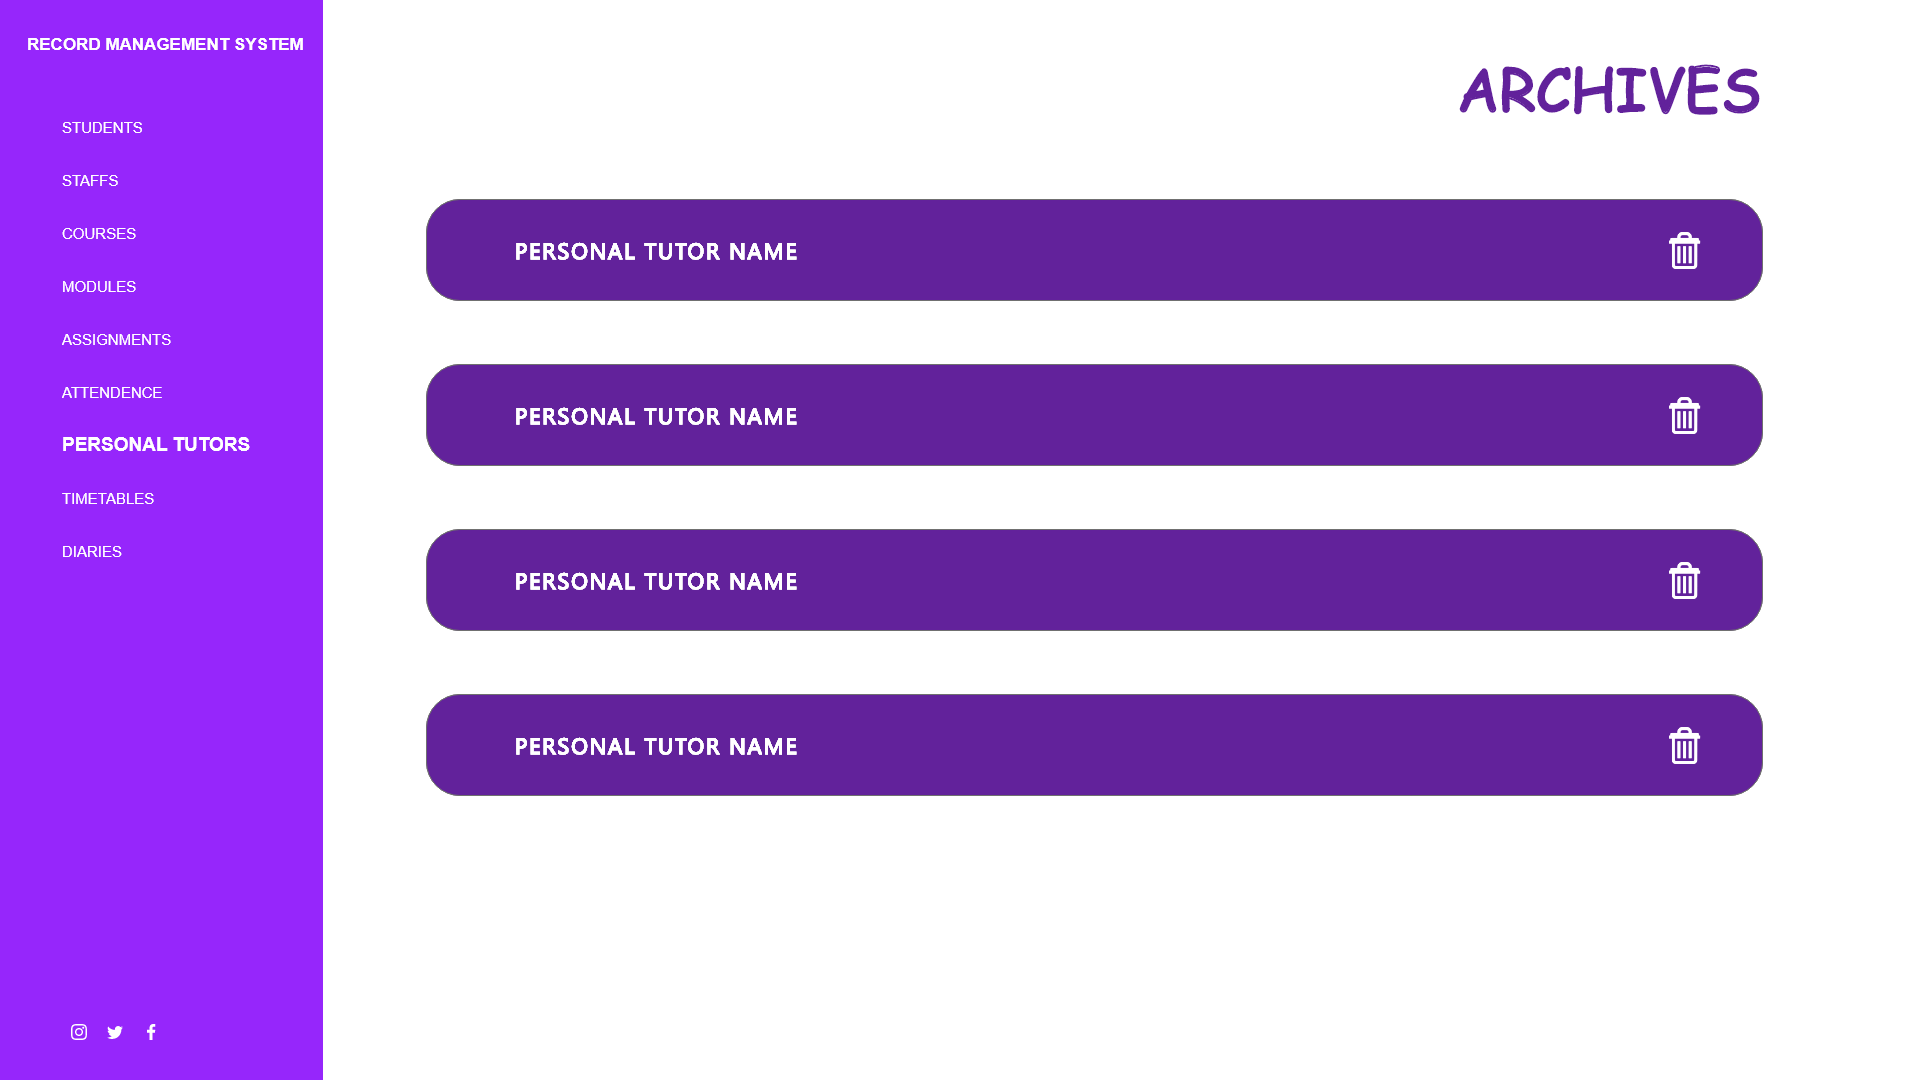 RECORD MANAGEMENT SYSTEM
STUDENTS
STAFFS
COURSES
MODULES
ASSIGNMENTS
ATTENDENCE
PERSONAL TUTORS
TIMETABLES
DIARIES
ARCHIVES
PERSONAL TUTOR NAME
PERSONAL TUTOR NAME
PERSONAL TUTOR NAME
PERSONAL TUTOR NAME